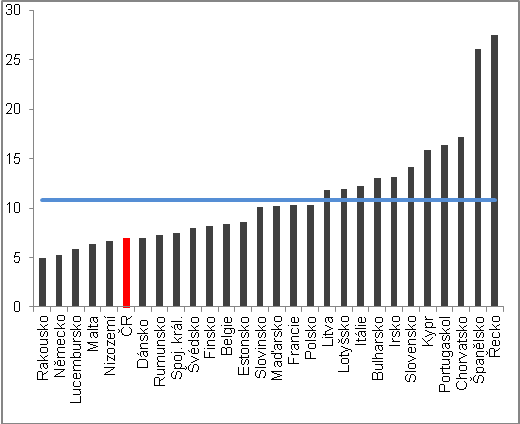 30
25
20
15
10
5
0
Rakousko
Německo
Lucembursko
Malta
Nizozemí
ČR
Dánsko
Rumunsko
Spoj. král.
Švédsko
Finsko
Belgie
Estonsko
Slovinsko
Maďarsko
Francie
Polsko
Litva
Lotyšsko
Itálie
Bulharsko
Irsko
Slovensko
Kypr
Portugaskol
Chorvatsko
Španělsko
Řecko